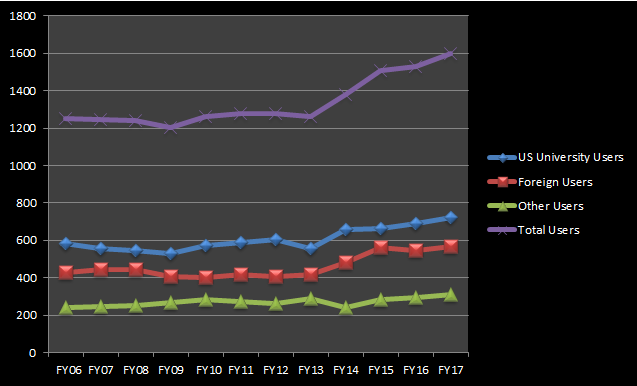 1800
1600
1400
1200
1000
800
600
400
200
0
FY06 FY07 FY08 FY09 FY10 FY11 FY12 FY13 FY14 FY15 FY16 FY17
US University Users
Foreign Users
Other Users
Total Users